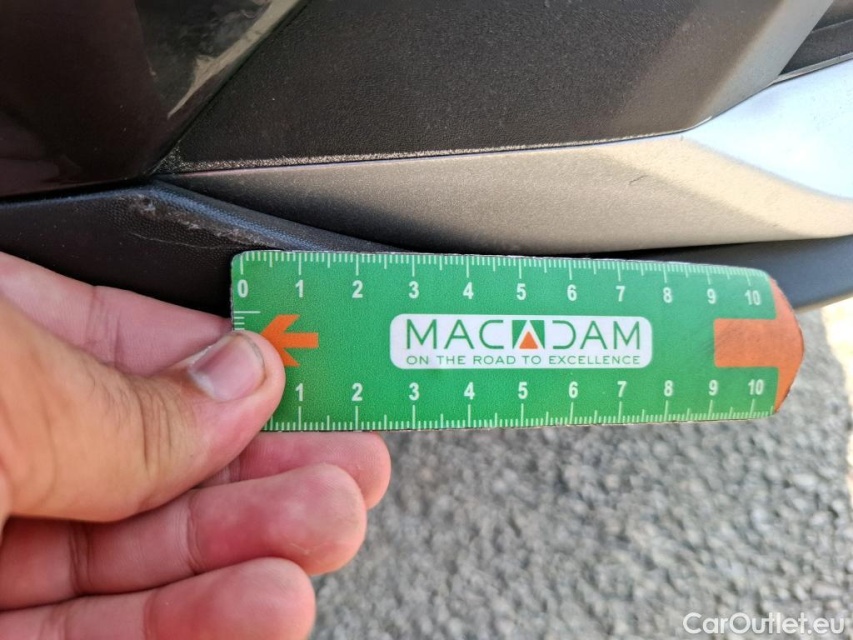 0 1 2 3 4 5 6 7 8 9 10
MACADAM
ON THE ROAD TO EXCELLENCE
1 2 3 4 5 6 7 8 9 10
CarOutlet.eu